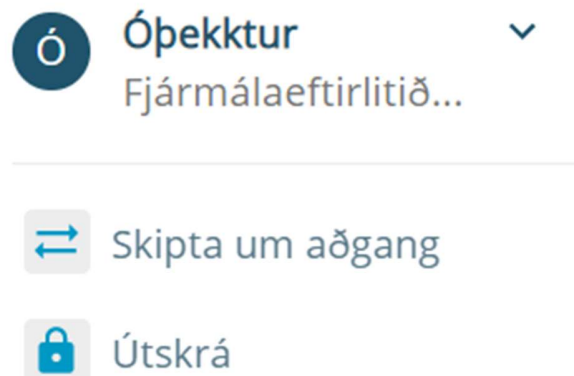 Ó
Óþekktur
Fjármálaeftirlitið...
Skipta um aðgang
Útskrá